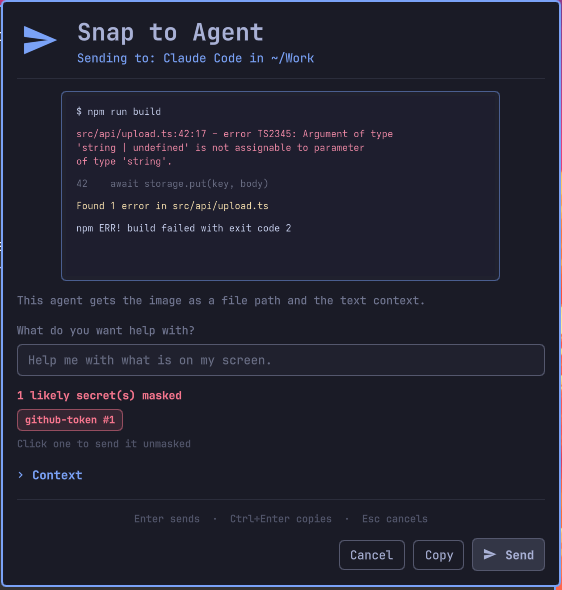 Snap to Agent
Sending to: Claude Code in ~/Work
$ npm run build
src/api/upload.ts:42:17 - error TS2345: Argument of type
'string | undefined' is not assignable to parameter
of type 'string'.
42    await storage.put(key, body)
Found 1 error in src/api/upload.ts
npm ERR! build failed with exit code 2
This agent gets the image as a file path and the text context.
What do you want help with?
Help me with what is on my screen.
1 likely secret(s) masked
github-token #1
Click one to send it unmasked
› Context
Enter sends · Ctrl+Enter copies · Esc cancels
Cancel Copy Send